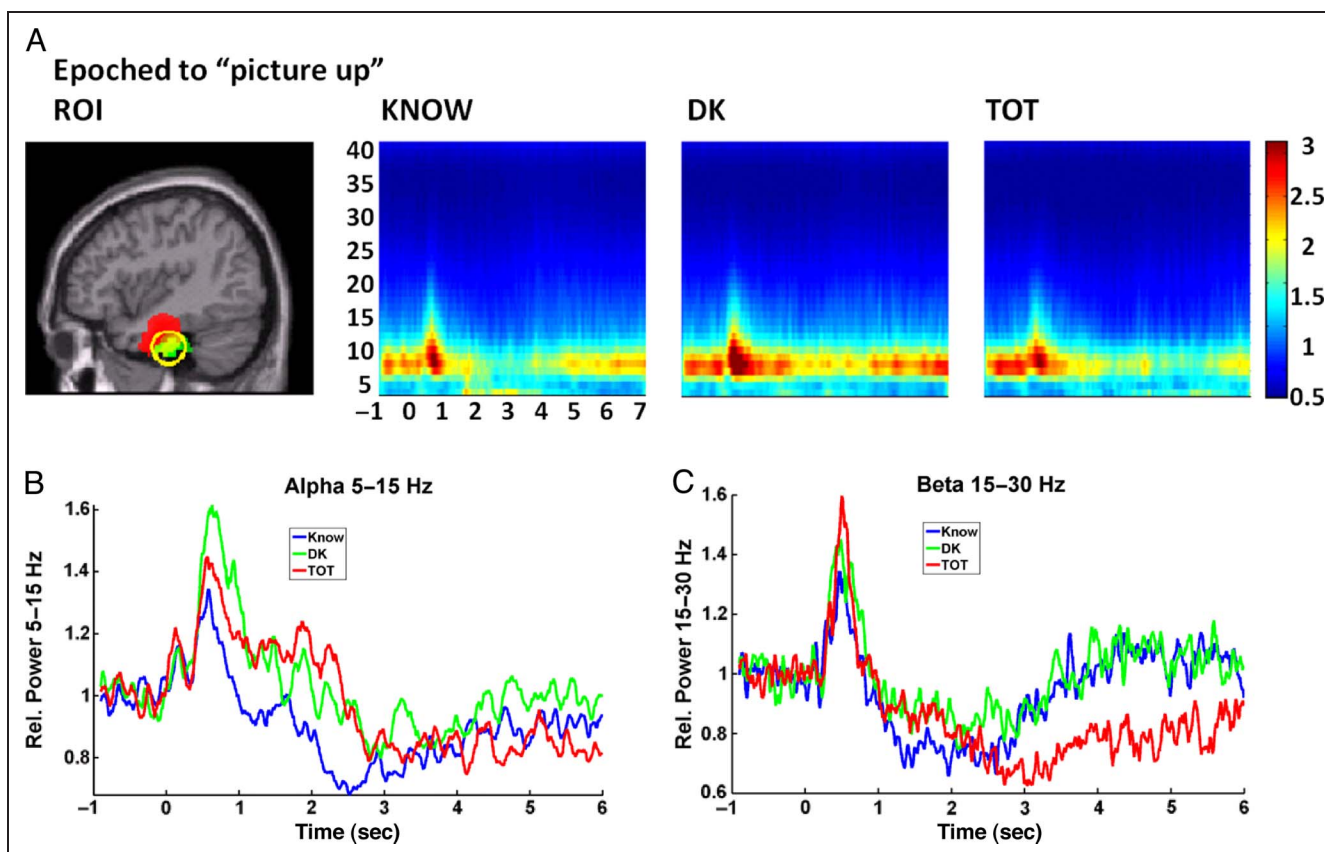 A
Epoched to “picture up”
ROI KNOW DK TOT
40
35
30
25
20
15
10
5
−1 0 1 2 3 4 5 6 7
3
2.5
2
1.5
1
0.5
B
Alpha 5–15 Hz
Rel. Power 5–15 Hz
1.6
1.4
1.2
1
0.8
Know
DK
TOT
−1 0 1 2 3 4 5 6
Time (sec)
C
Beta 15–30 Hz
Rel. Power 15–30 Hz
1.6
1.4
1.2
1
0.8
0.6
Know
DK
TOT
−1 0 1 2 3 4 5 6
Time (sec)